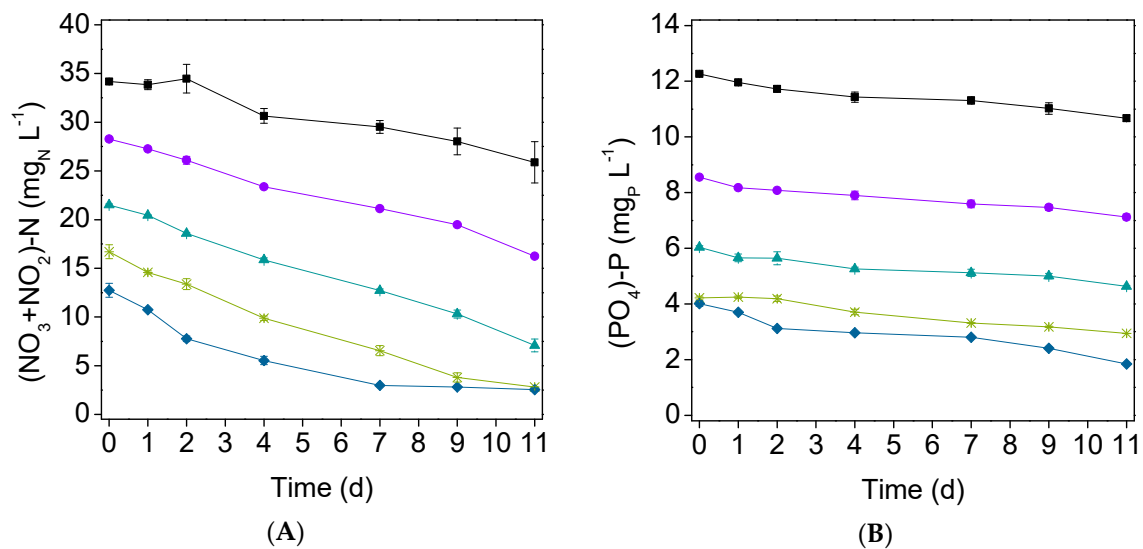 40
35
30
25
20
15
10
5
0
(NO₃+NO₂)-N (mg_N L⁻¹)
0 1 2 3 4 5 6 7 8 9 10 11
Time (d)
(A)
14
12
10
8
6
4
2
0
(PO₄)-P (mg_P L⁻¹)
0 1 2 3 4 5 6 7 8 9 10 11
Time (d)
(B)